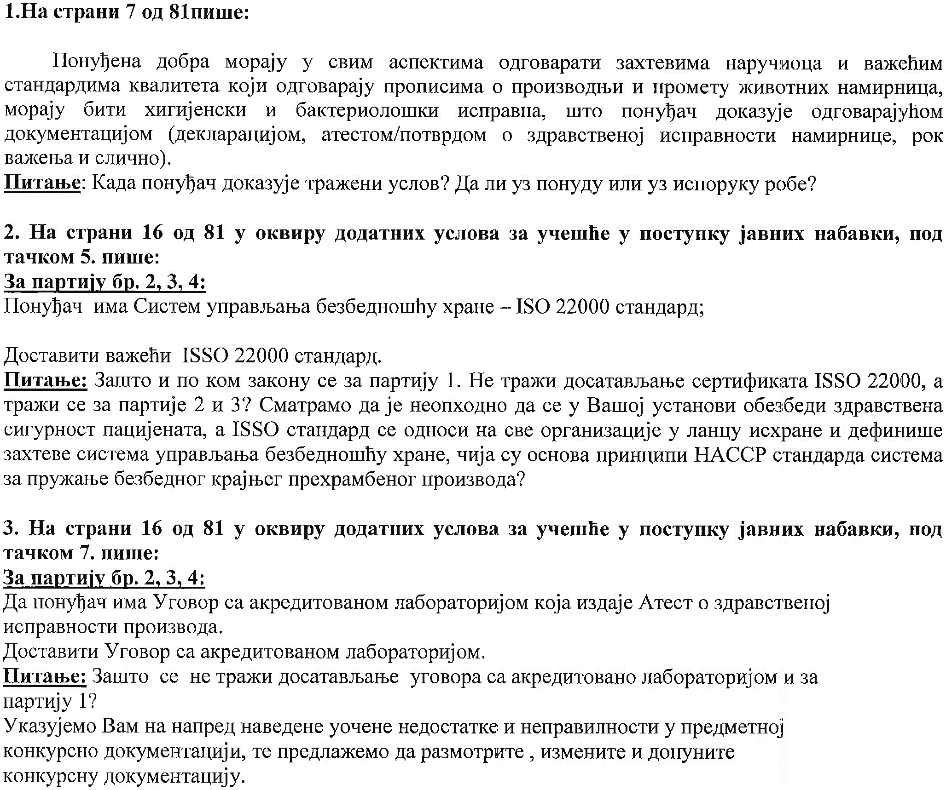 1.На страни 7 од 81пише:
Понуђена добра морају у свим аспектима одговарати захтевима наручиоца и важећим
стандардима квалитета који одговарају прописима о производњи и промету животних намирница,
морају бити хигијенски и бактериолошки исправна, што понуђач доказује одговарајућом
документацијом (декларацијом, атестом/потврдом о здравственој исправности намирнице, рок
важења и слично).
Питање: Када понуђач доказује тражени услов? Да ли уз понуду или уз испоруку робе?
2. На страни 16 од 81 у оквиру додатних услова за учешће у поступку јавних набавки, под
тачком 5. пише:
За партију бр. 2, 3, 4:
Понуђач има Систем управљања безбедношћу хране – ISO 22000 стандард;
Доставити важећи ISSO 22000 стандард.
Питање: Зашто и по ком закону се за партију 1. Не тражи досатављање сертификата ISSO 22000, а
тражи се за партије 2 и 3? Сматрамо да је неопходно да се у Вашој установи обезбеди здравствена
сигурност пацијената, а ISSO стандард се односи на све организације у ланцу исхране и дефинише
захтеве система управљања безбедношћу хране, чија су основа принципи HACCP стандарда система
за пружање безбедног крајњег прехрамбеног производа?
3. На страни 16 од 81 у оквиру додатних услова за учешће у поступку јавних набавки, под
тачком 7. пише:
За партију бр. 2, 3, 4:
Да понуђач има Уговор са акредитованом лабораторијом која издаје Атест о здравственој
исправности производа.
Доставити Уговор са акредитованом лабораторијом.
Питање: Зашто се не тражи досатављање уговора са акредитовано лабораторијом и за
партију 1?
Указујемо Вам на напред наведене уочене недостатке и неправилности у предметној
конкурсно документацији, те предлажемо да размотрите , измените и допуните
конкурсну документацију.